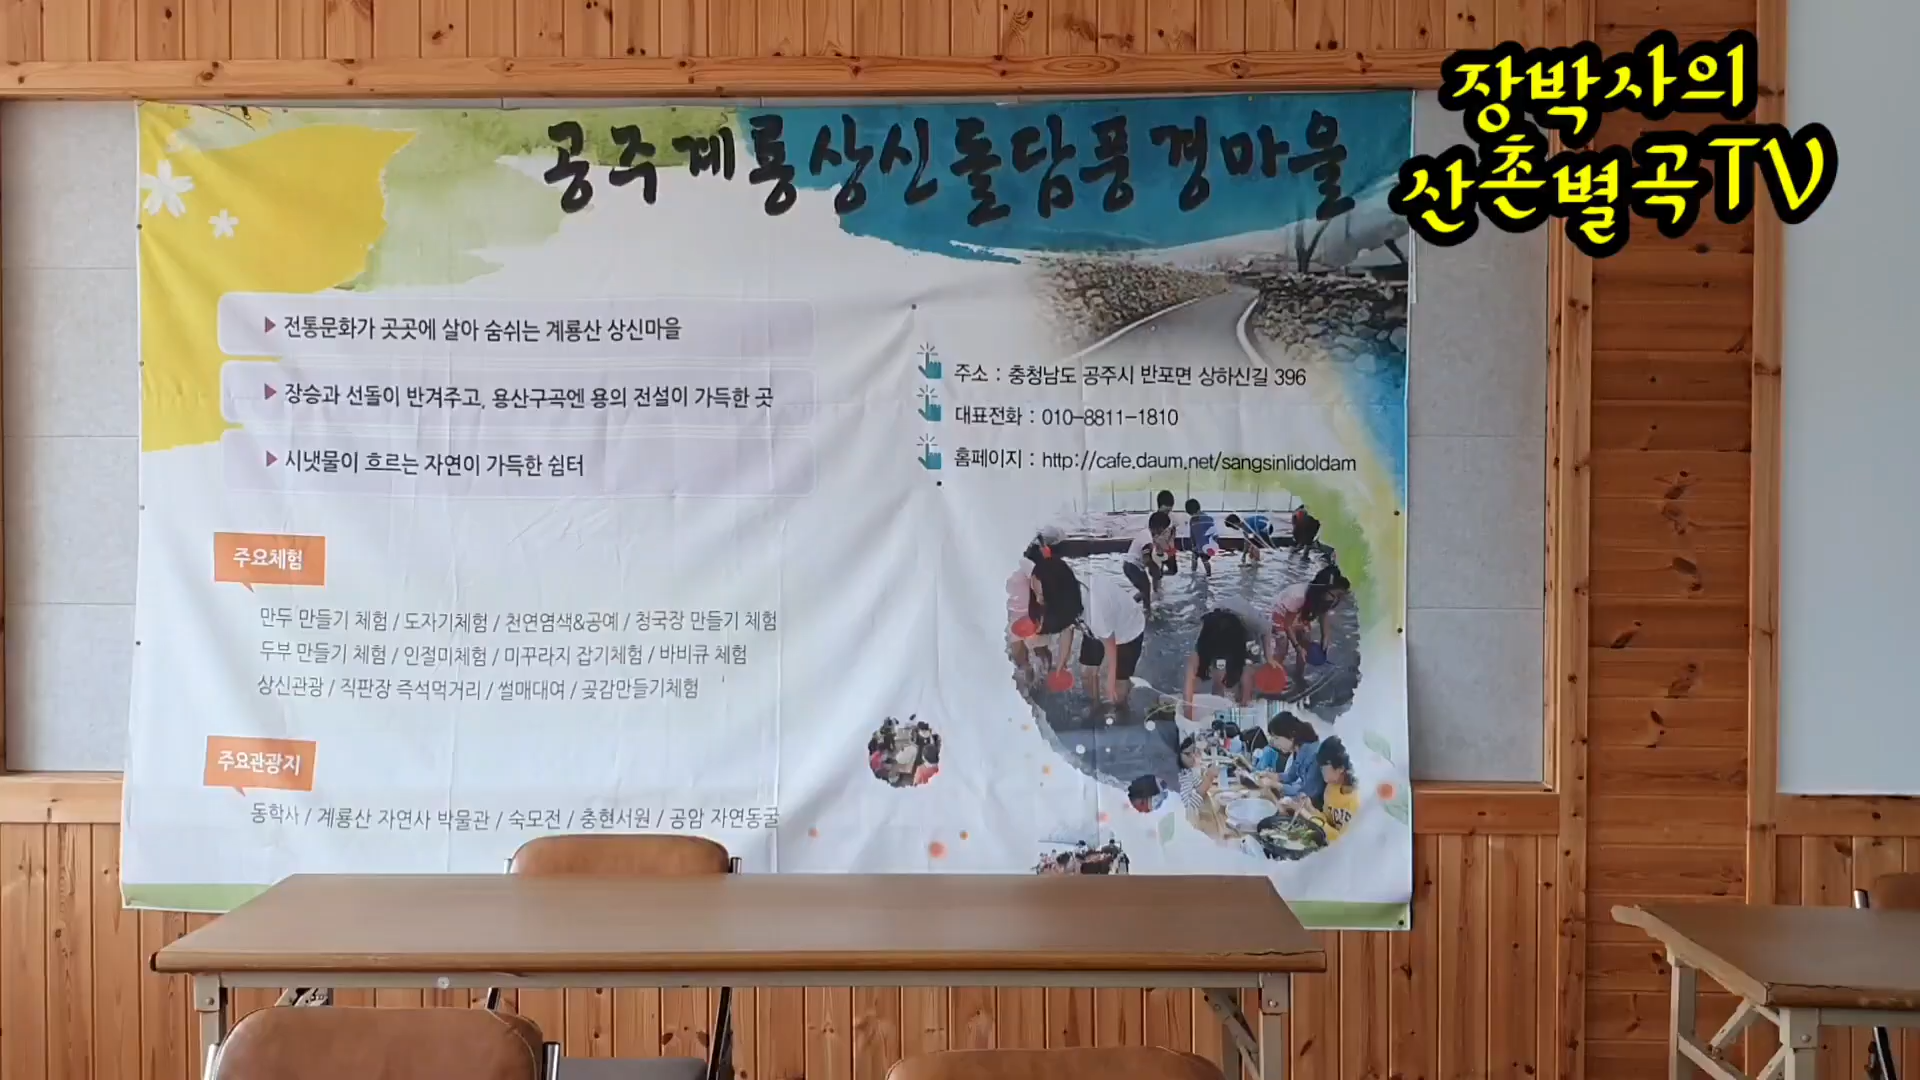 장박사의
산촌별곡TV
공주계룡상신돌담풍경마을
▶ 전통문화가 곳곳에 살아 숨쉬는 계룡산 상신마을
▶ 장승과 선돌이 반겨주고, 용산구곡엔 용의 전설이 가득한 곳
▶ 시냇물이 흐르는 자연이 가득한 쉼터
주소 : 충청남도 공주시 반포면 상하신길 396
대표전화 : 010-8811-1810
홈페이지 : http://cafe.daum.net/sangsinlidoldam
주요체험
만두 만들기 체험 / 도자기체험 / 천연염색&공예 / 청국장 만들기 체험
두부 만들기 체험 / 인절미체험 / 미꾸라지 잡기체험 / 바비큐 체험
상신관광 / 직판장 즉석먹거리 / 썰매대여 / 곶감만들기체험
주요관광지
동학사 / 계룡산 자연사 박물관 / 숙모전 / 충현서원 / 공암 자연동굴